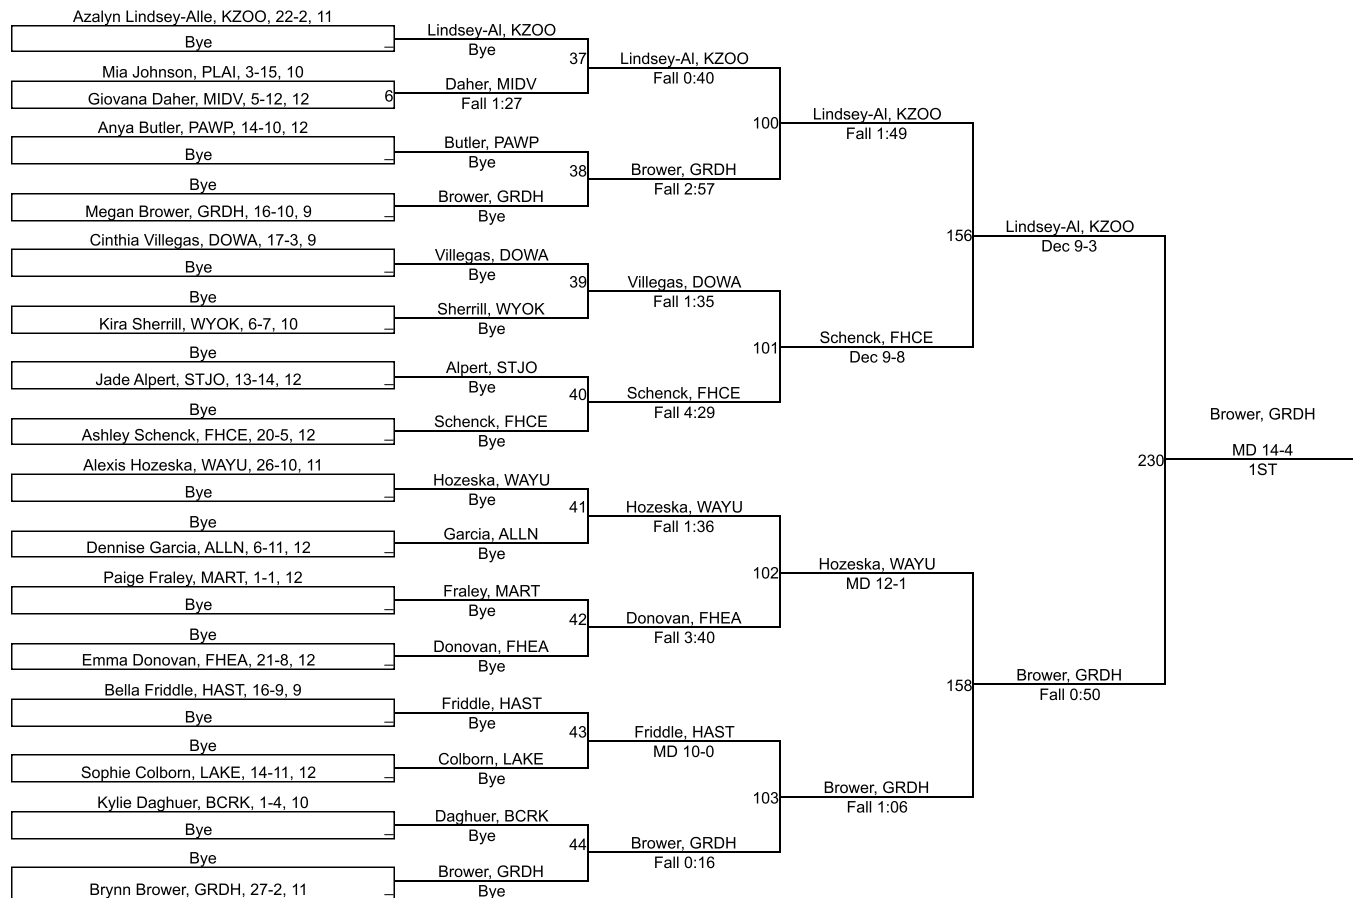 Azalyn Lindsey-Alle, KZOO, 22-2, 11
Bye
Mia Johnson, PLAI, 3-15, 10
Giovana Daher, MIDV, 5-12, 12
6
Anya Butler, PAWP, 14-10, 12
Bye
Bye
Megan Brower, GRDH, 16-10, 9
Cinthia Villegas, DOWA, 17-3, 9
Bye
Bye
Kira Sherrill, WYOK, 6-7, 10
Bye
Jade Alpert, STJO, 13-14, 12
Bye
Ashley Schenck, FHCE, 20-5, 12
Alexis Hozeska, WAYU, 26-10, 11
Bye
Bye
Dennise Garcia, ALLN, 6-11, 12
Paige Fraley, MART, 1-1, 12
Bye
Bye
Emma Donovan, FHEA, 21-8, 12
Bella Friddle, HAST, 16-9, 9
Bye
Bye
Sophie Colborn, LAKE, 14-11, 12
Kylie Daghuer, BCRK, 1-4, 10
Bye
Bye
Brynn Brower, GRDH, 27-2, 11
Lindsey-Al, KZOO
Bye
37
Daher, MIDV
Fall 1:27
Butler, PAWP
Bye
38
Brower, GRDH
Bye
Villegas, DOWA
Bye
39
Sherrill, WYOK
Bye
Alpert, STJO
Bye
40
Schenck, FHCE
Bye
Hozeska, WAYU
Bye
41
Garcia, ALLN
Bye
Fraley, MART
Bye
42
Donovan, FHEA
Bye
Friddle, HAST
Bye
43
Colborn, LAKE
Bye
Daghuer, BCRK
Bye
44
Brower, GRDH
Bye
Lindsey-Al, KZOO
Fall 0:40
100
Brower, GRDH
Fall 2:57
Villegas, DOWA
Fall 1:35
101
Schenck, FHCE
Fall 4:29
Hozeska, WAYU
Fall 1:36
102
Donovan, FHEA
Fall 3:40
Friddle, HAST
MD 10-0
103
Brower, GRDH
Fall 0:16
Lindsey-Al, KZOO
Fall 1:49
156
Schenck, FHCE
Dec 9-8
Hozeska, WAYU
MD 12-1
158
Brower, GRDH
Fall 1:06
Lindsey-Al, KZOO
Dec 9-3
230
Brower, GRDH
Fall 0:50
Brower, GRDH
MD 14-4
1ST